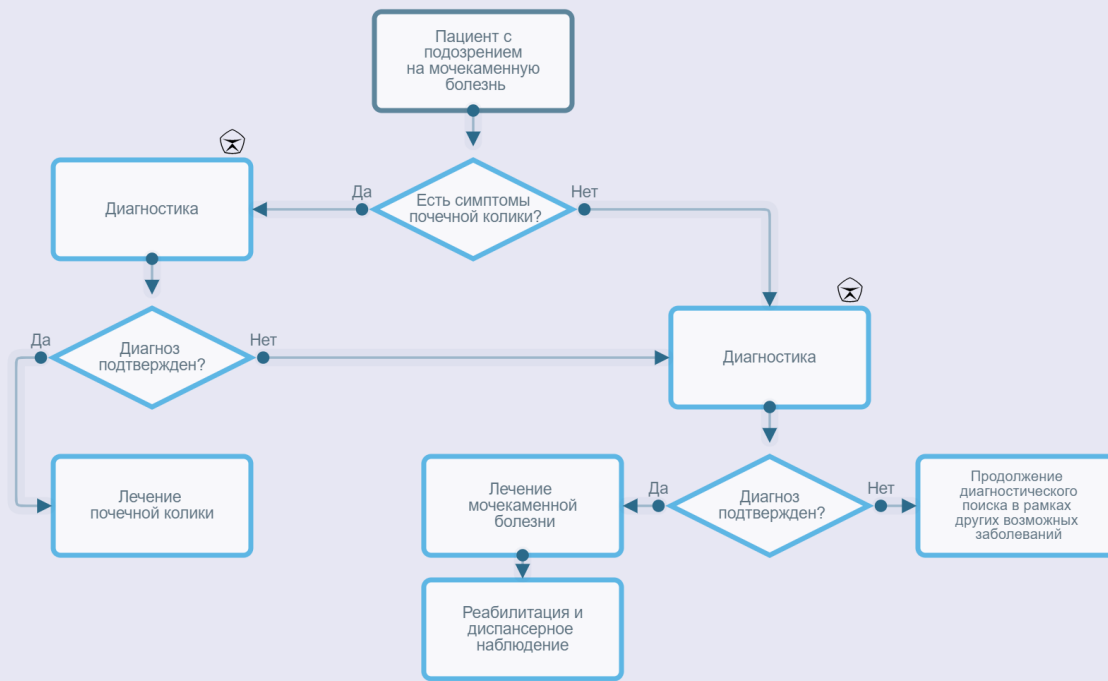 Пациент с
подозрением
на мочекаменную
болезнь
Да
Есть симптомы
почечной колики?
Нет
Диагностика
Да
Диагноз
подтвержден?
Нет
Диагностика
Лечение
почечной колики
Лечение
мочекаменной
болезни
Да
Диагноз
подтвержден?
Нет
Продолжение
диагностического
поиска в рамках
других возможных
заболеваний
Реабилитация и
диспансерное
наблюдение